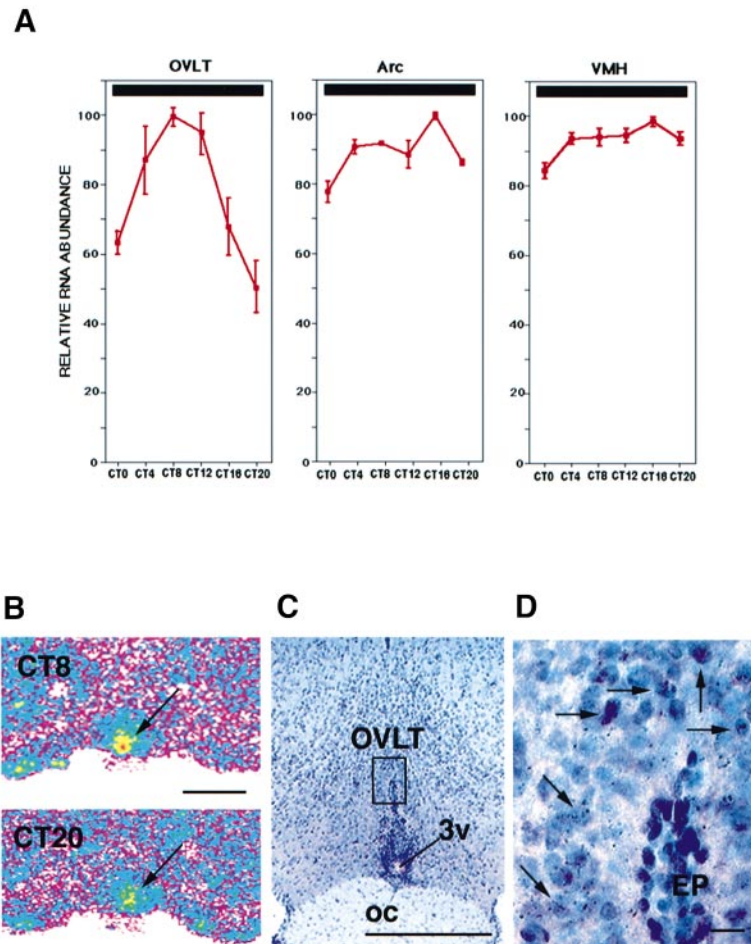 A
OVLT Arc VMH
RELATIVE RNA ABUNDANCE
100 100 100
80 80 80
60 60 60
40 40 40
20 20 20
0 0 0
CT0 CT4 CT8 CT12 CT16 CT20 CT0 CT4 CT8 CT12 CT16 CT20 CT0 CT4 CT8 CT12 CT16 CT20
B C D
CT8
OVLT
3v
CT20
EP
oc